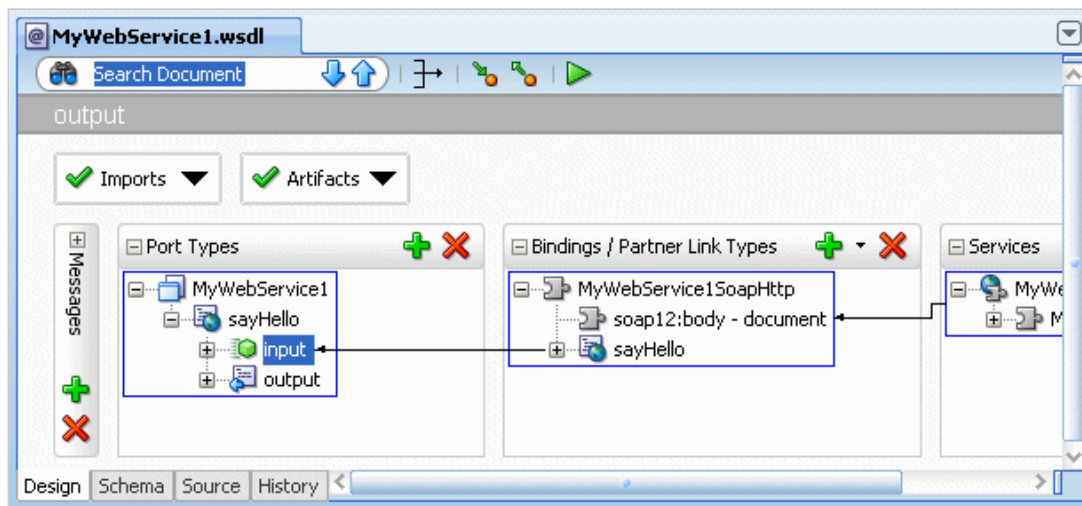 MyWebService1.wsdl
Search Document
output
Imports
Artifacts
Messages
Port Types
MyWebService1
sayHello
input
output
Bindings / Partner Link Types
MyWebService1SoapHttp
soap12:body - document
sayHello
Services
MyWe
M
Design Schema Source History